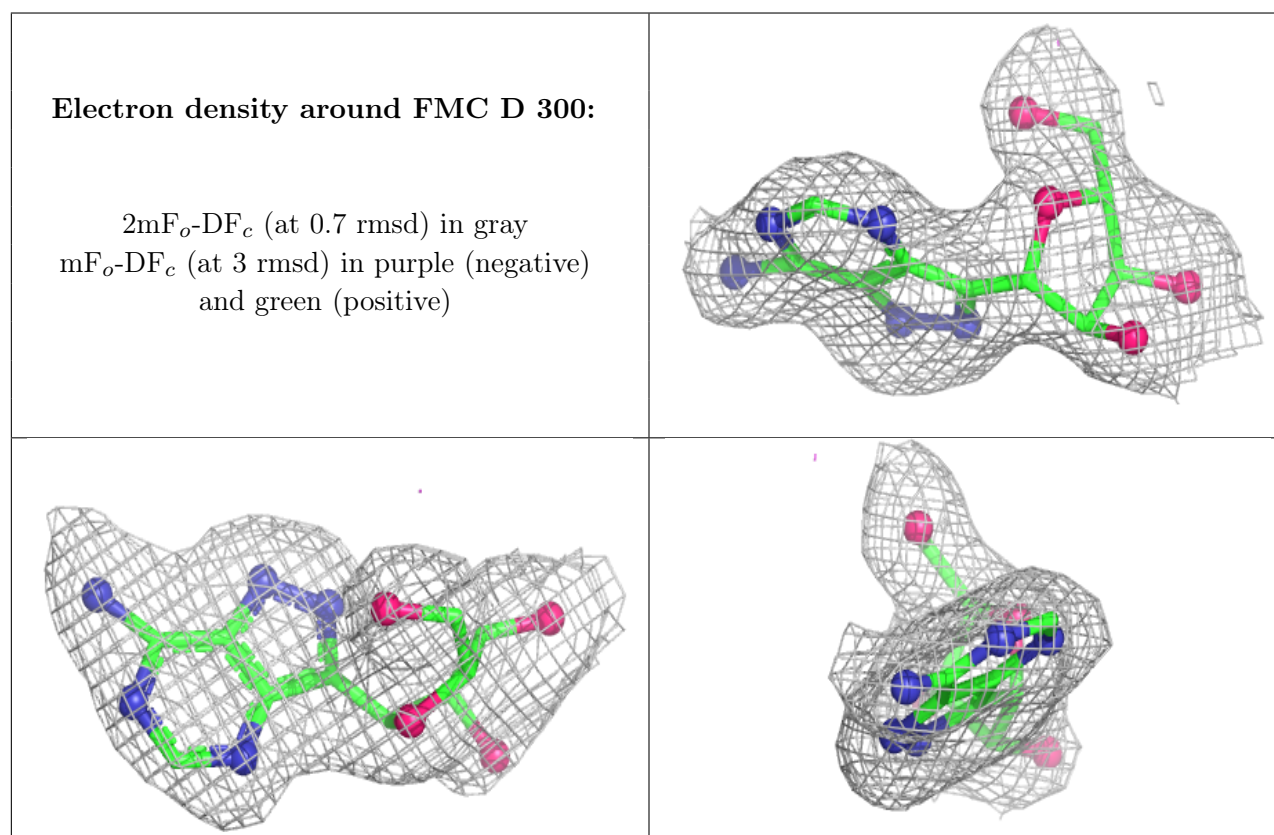 Electron density around FMC D 300:
2mFo-DFc (at 0.7 rmsd) in gray
mFo-DFc (at 3 rmsd) in purple (negative)
and green (positive)